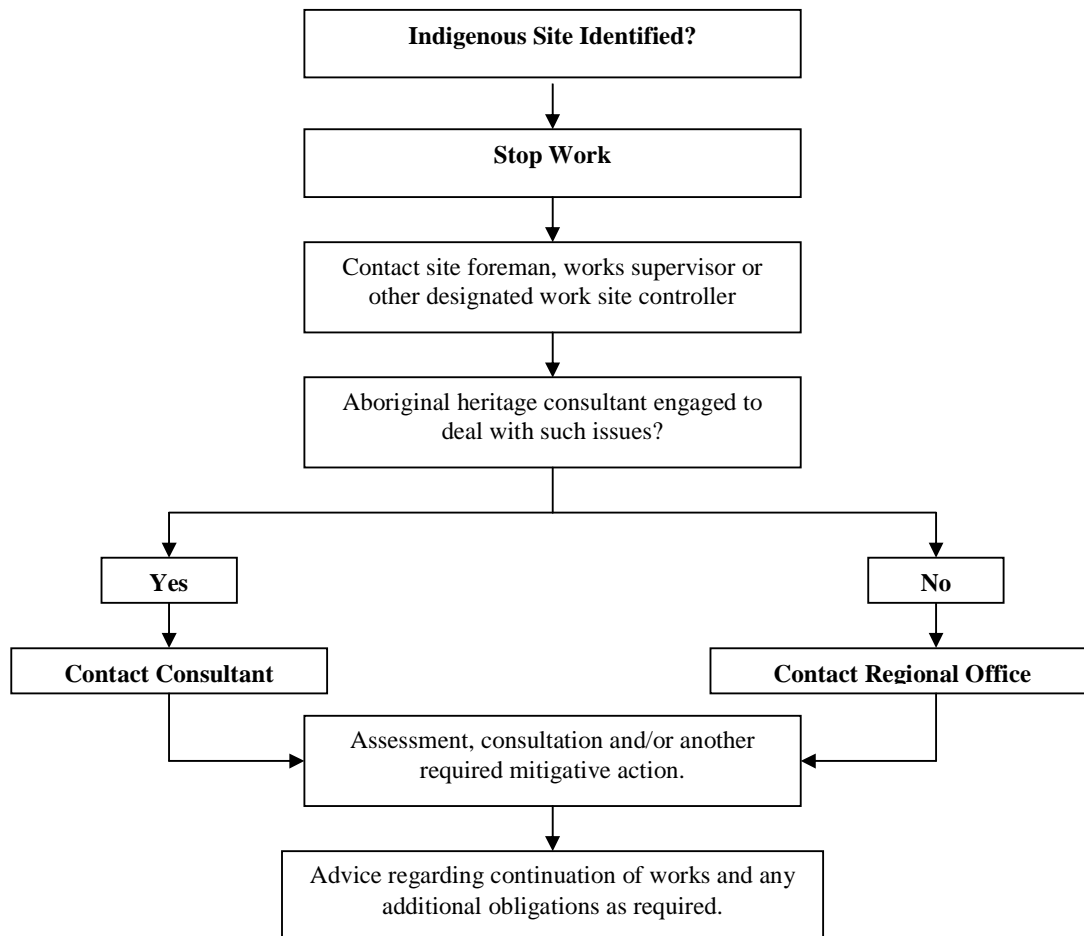 Indigenous Site Identified?
Stop Work
Contact site foreman, works supervisor or
other designated work site controller
Aboriginal heritage consultant engaged to
deal with such issues?
Yes
No
Contact Consultant
Contact Regional Office
Assessment, consultation and/or another
required mitigative action.
Advice regarding continuation of works and any
additional obligations as required.